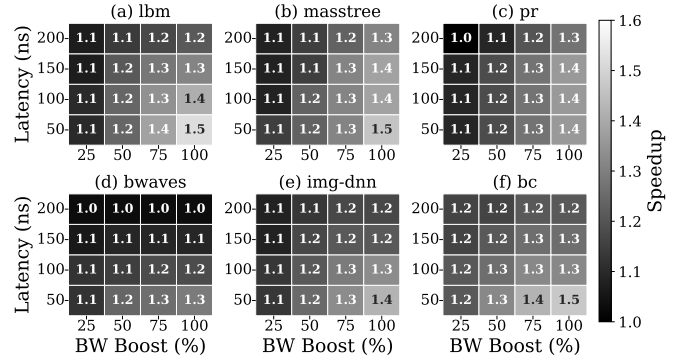 (a) lbm (b) masstree (c) pr
Latency (ns)
200 1.1 1.1 1.2 1.2 200 1.1 1.1 1.2 1.3 200 1.0 1.1 1.2 1.3
150 1.1 1.2 1.3 1.3 150 1.1 1.1 1.3 1.4 150 1.1 1.2 1.3 1.4
100 1.1 1.2 1.3 1.4 100 1.1 1.2 1.3 1.4 100 1.1 1.2 1.3 1.4
50 1.1 1.2 1.4 1.5 50 1.1 1.2 1.3 1.5 50 1.1 1.2 1.3 1.4
25 50 75 100 25 50 75 100 25 50 75 100
(d) bwaves (e) img-dnn (f) bc
Latency (ns)
200 1.0 1.0 1.0 1.0 200 1.1 1.1 1.2 1.2 200 1.2 1.2 1.2 1.2
150 1.1 1.1 1.1 1.1 150 1.1 1.2 1.2 1.2 150 1.2 1.2 1.2 1.3
100 1.1 1.1 1.2 1.2 100 1.1 1.2 1.3 1.3 100 1.2 1.2 1.3 1.3
50 1.1 1.2 1.3 1.3 50 1.1 1.2 1.3 1.4 50 1.2 1.3 1.4 1.5
25 50 75 100 25 50 75 100 25 50 75 100
BW Boost (%) BW Boost (%) BW Boost (%)
1.6
1.5
1.4
1.3
1.2
1.1
1.0
Speedup